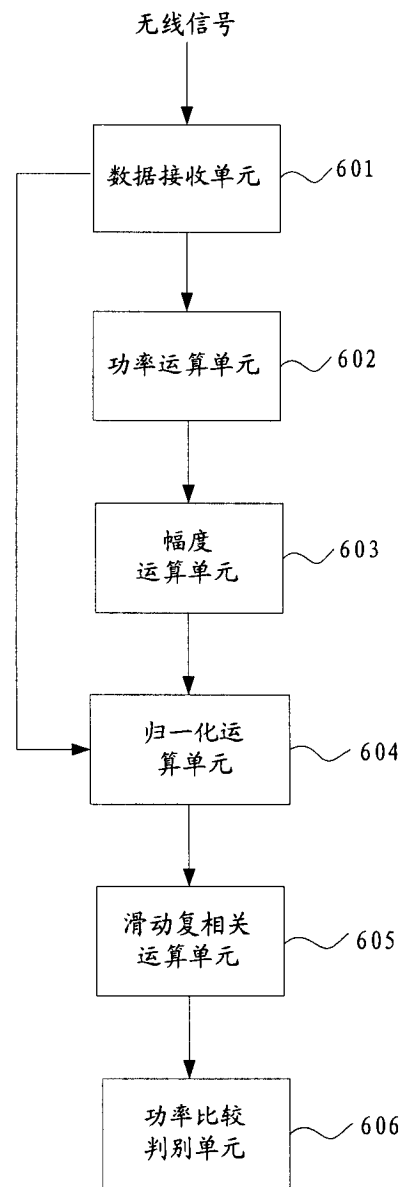 无线信号
数据接收单元
601
功率运算单元
602
幅度
运算单元
603
归一化运
算单元
604
滑动复相关
运算单元
605
功率比较
判别单元
606